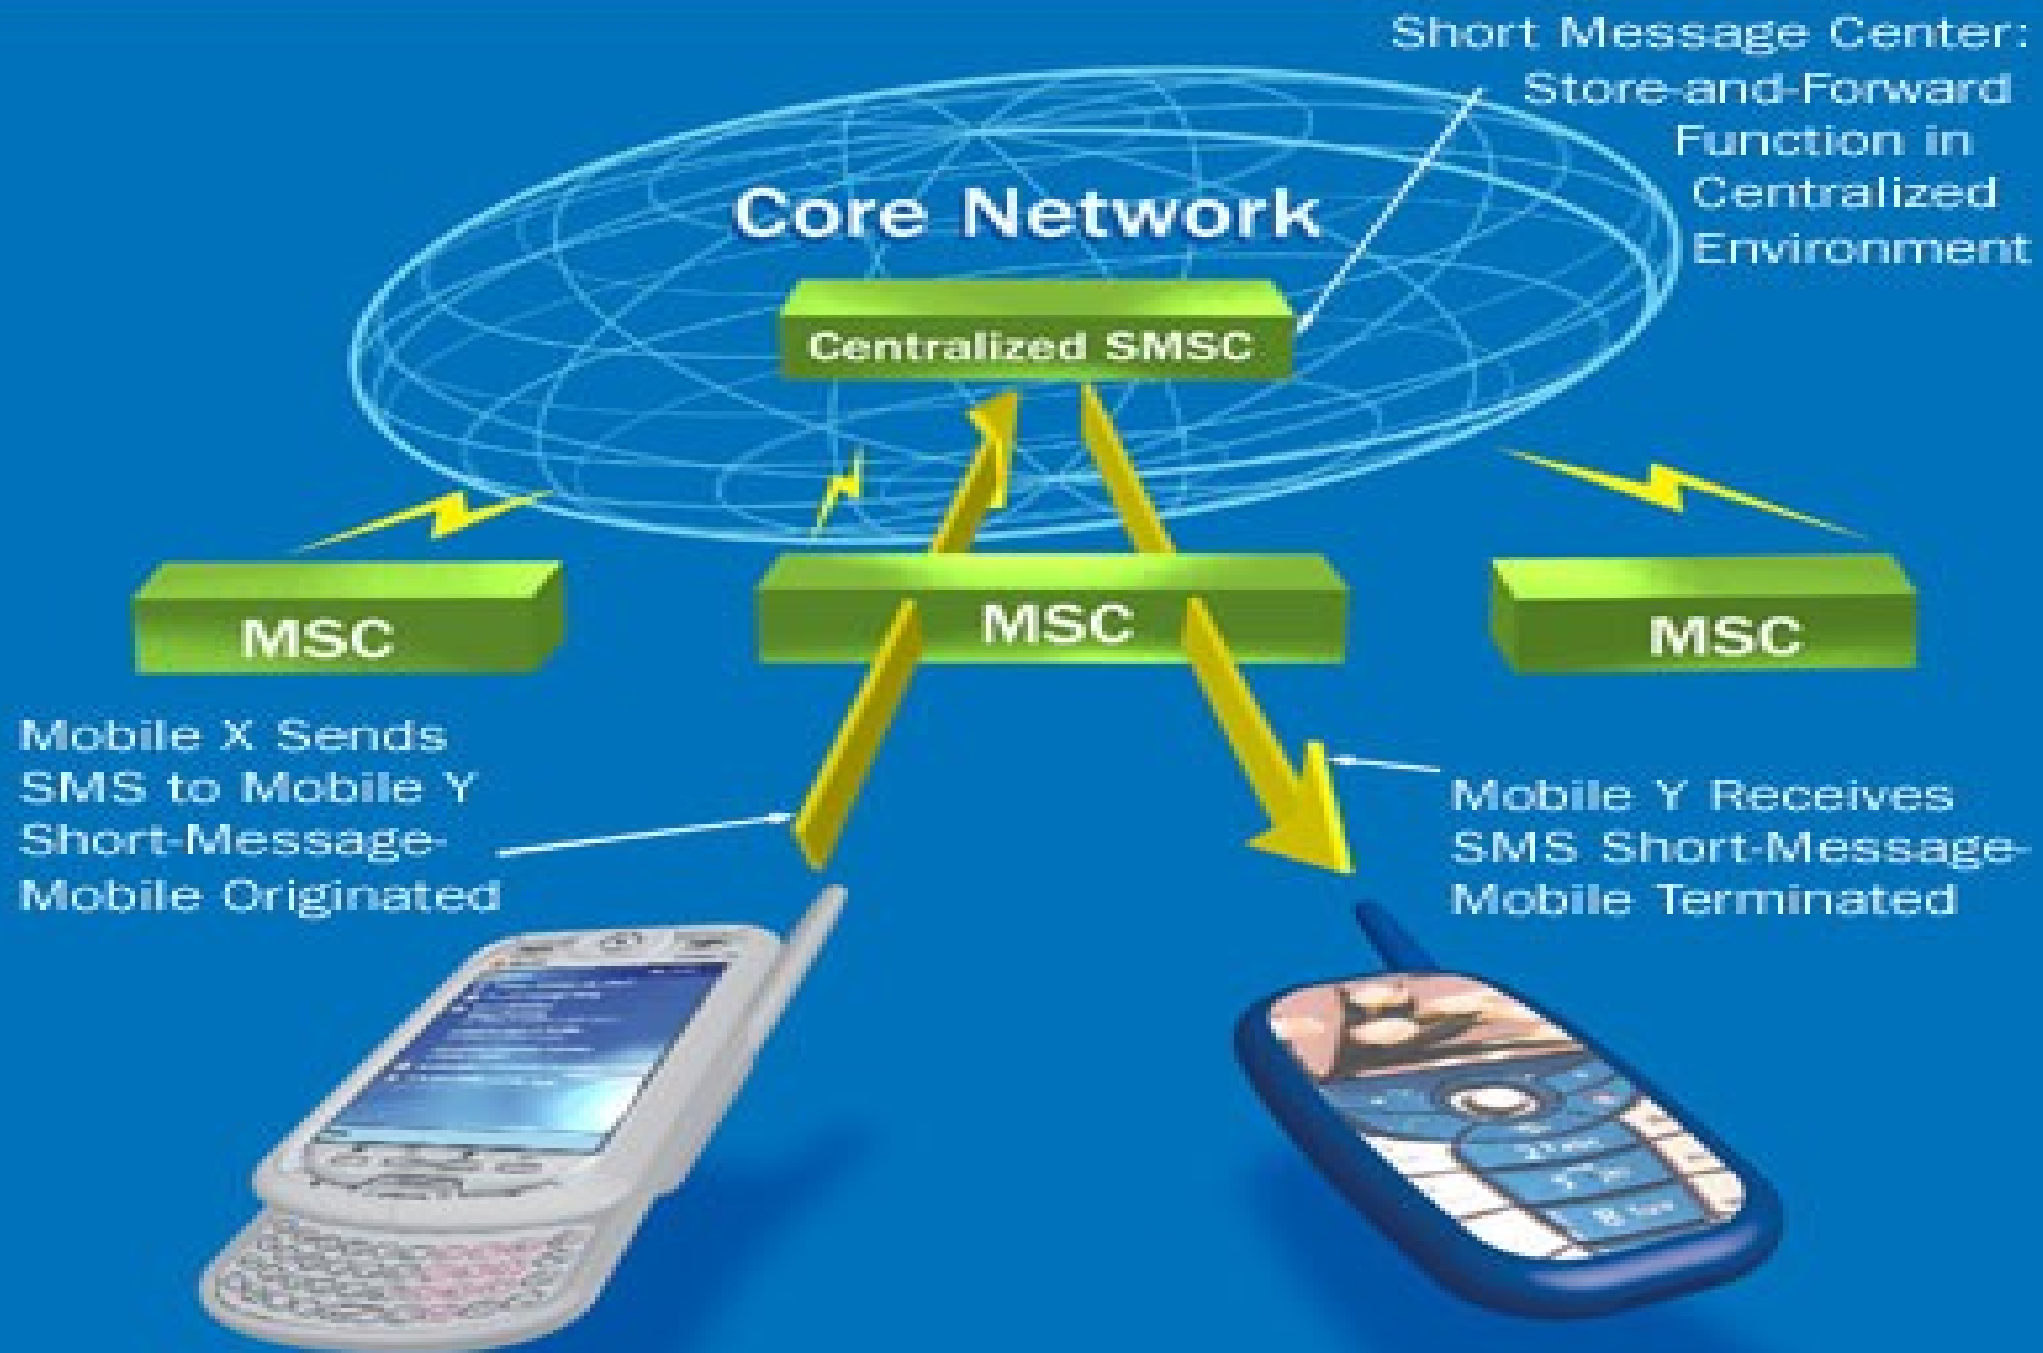 Short Message Center:
Store-and-Forward
Function in
Centralized
Environment
Core Network
Centralized SMSC
MSC
MSC
MSC
Mobile X Sends
SMS to Mobile Y
Short-Message-
Mobile Originated
Mobile Y Receives
SMS Short-Message-
Mobile Terminated